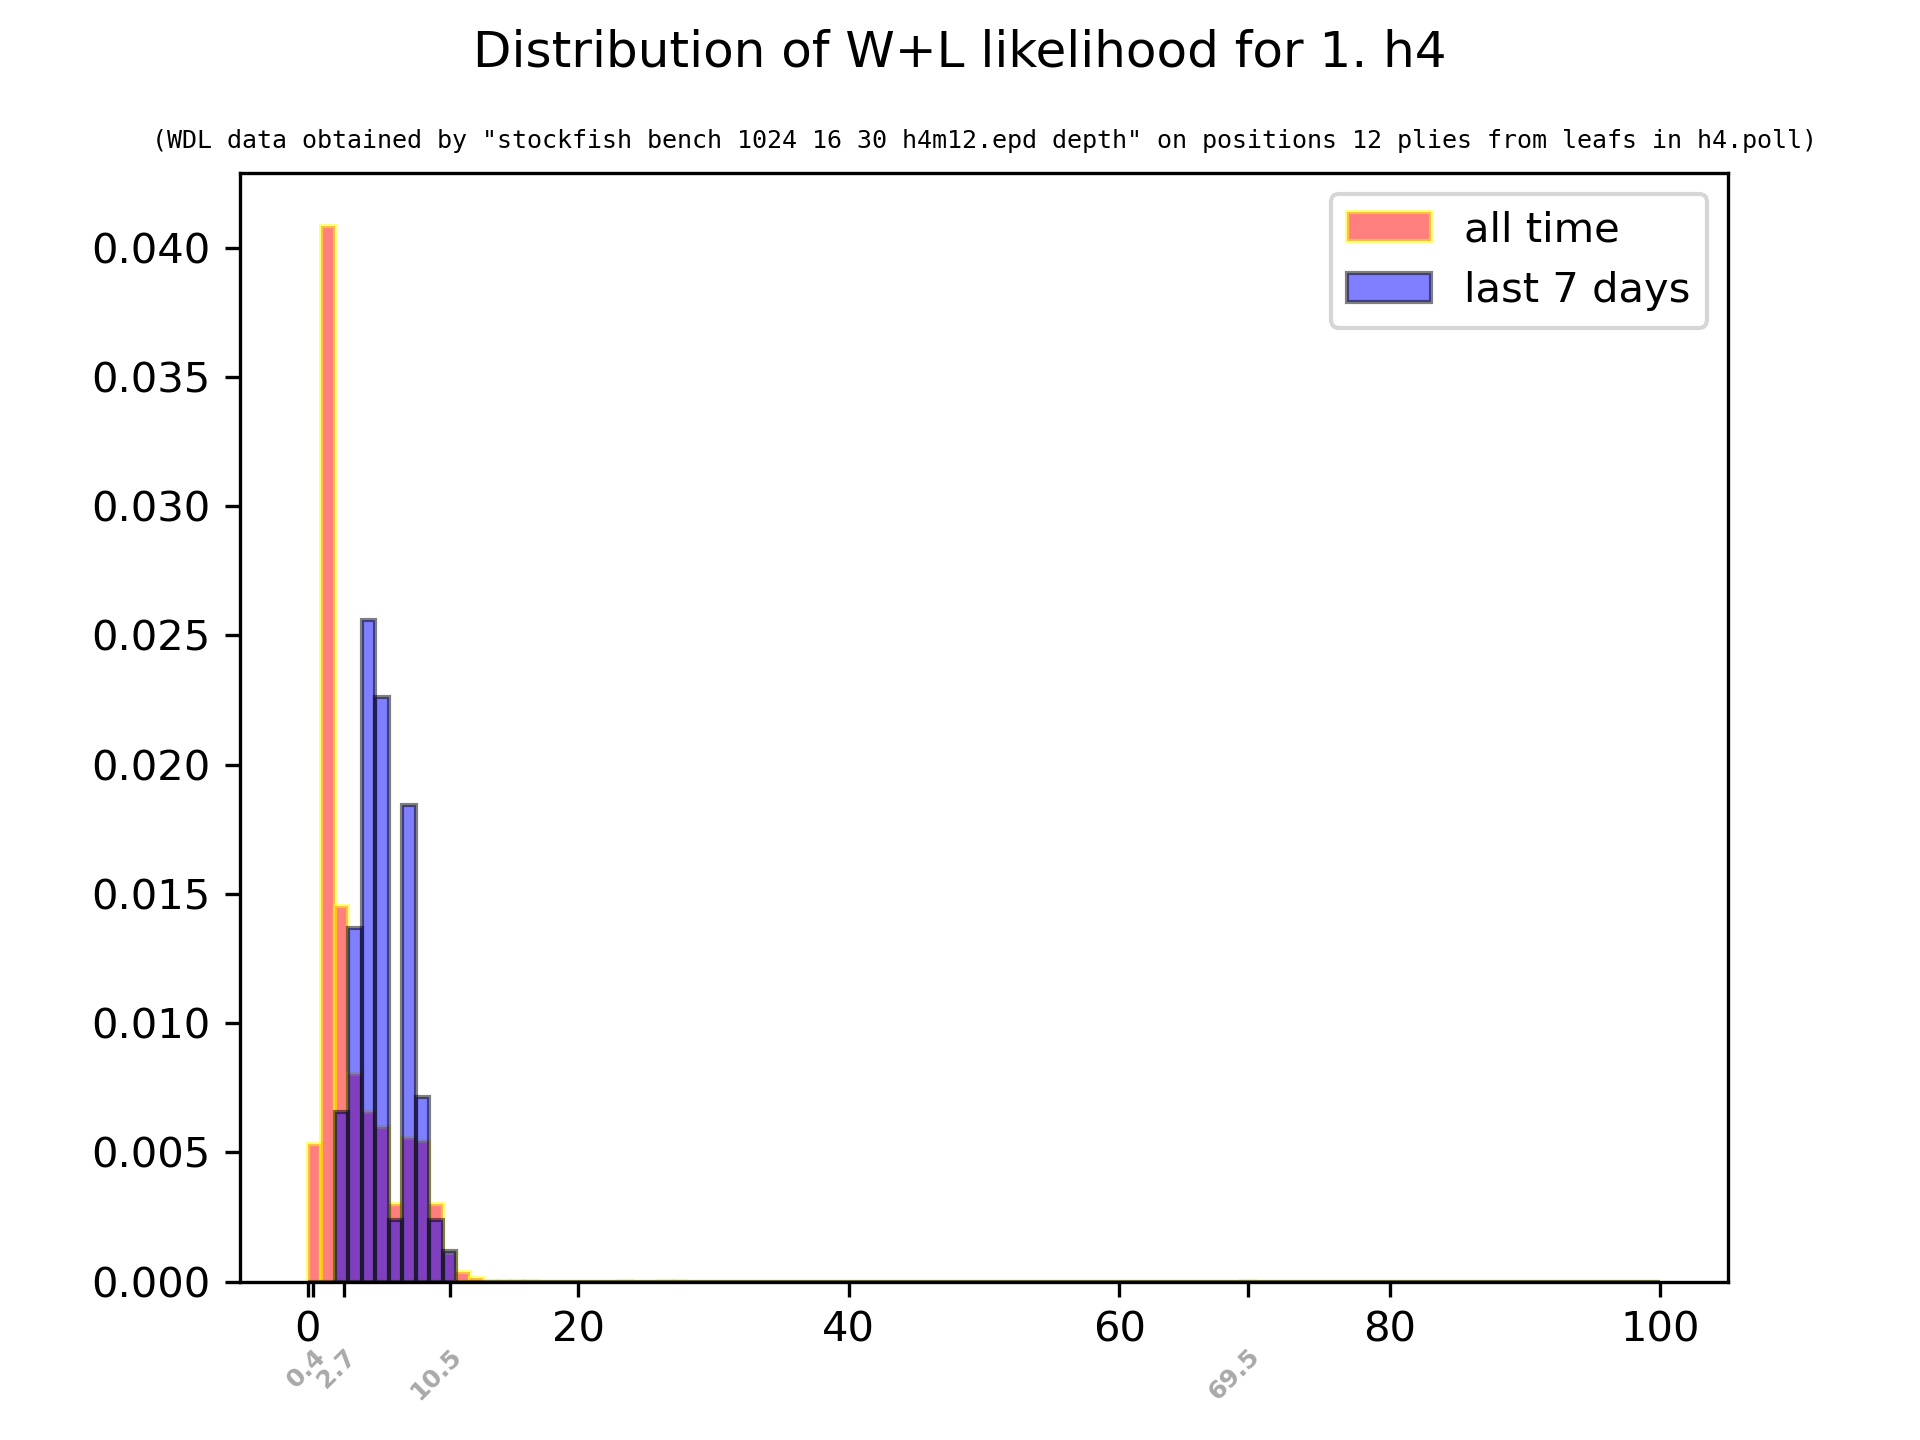 Distribution of W+L likelihood for 1. h4
(WDL data obtained by "stockfish bench 1024 16 30 h4m12.epd depth" on positions 12 plies from leafs in h4.poll)
all time
last 7 days
0.040
0.035
0.030
0.025
0.020
0.015
0.010
0.005
0.000
0 20 40 60 80 100
0.4 2.7 10.5 69.5